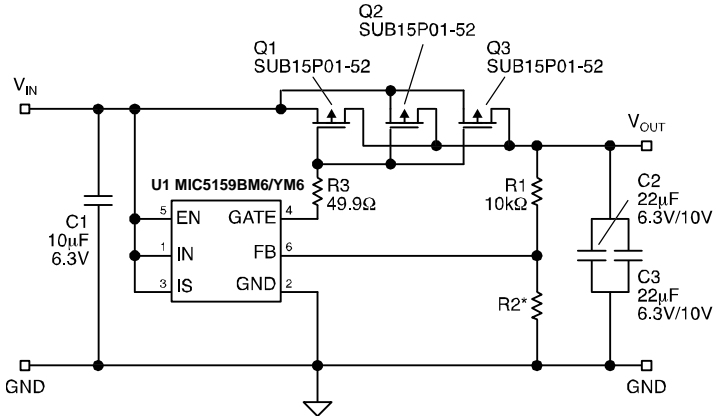 Q2
SUB15P01-52
Q1
SUB15P01-52
Q3
SUB15P01-52
VIN
VOUT
U1 MIC5159BM6/YM6
R3
49.9Ω
R1
10kΩ
C2
22μF
6.3V/10V
C1
10μF
6.3V
5 EN
GATE 4
1 IN
FB 6
3 IS
GND 2
R2*
C3
22μF
6.3V/10V
GND
GND